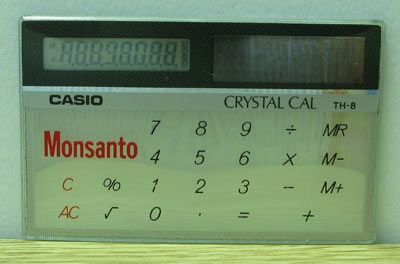 CASIO CRYSTAL CAL TH-8
Monsanto
7 8 9 ÷ MR
4 5 6 X M-
C % 1 2 3 -- M+
AC √ 0 . = +